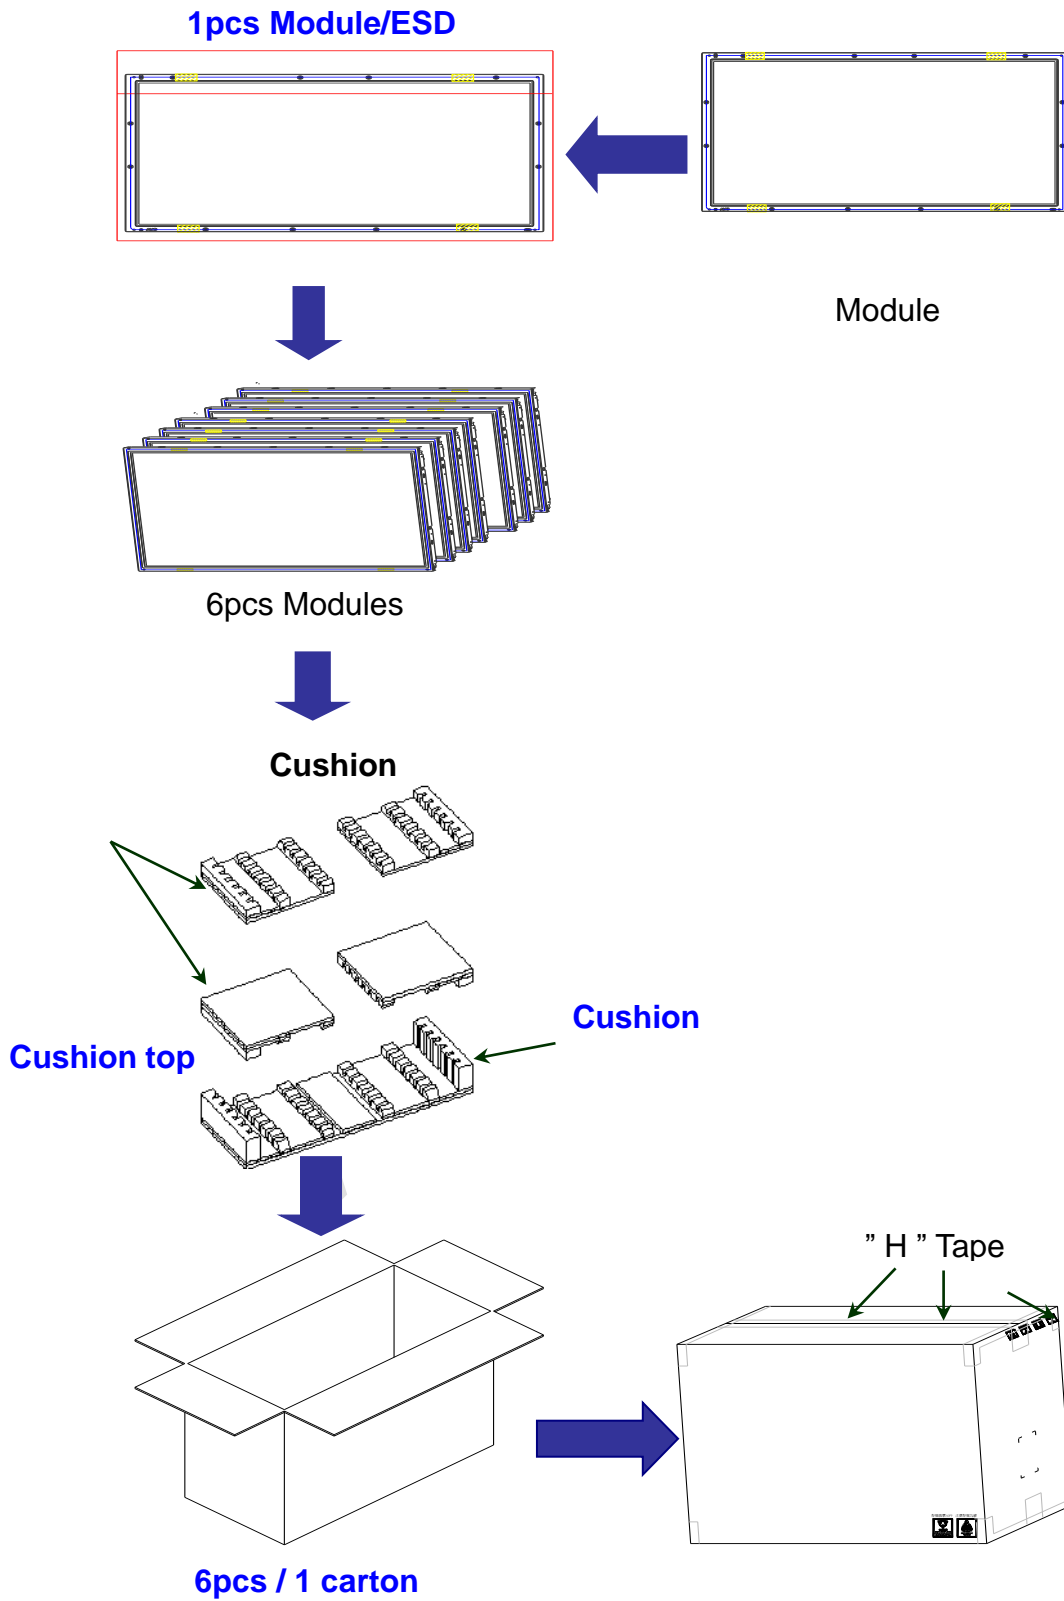 1pcs Module/ESD
Module
6pcs Modules
Cushion
Cushion
Cushion top
” H ” Tape
6pcs / 1 carton